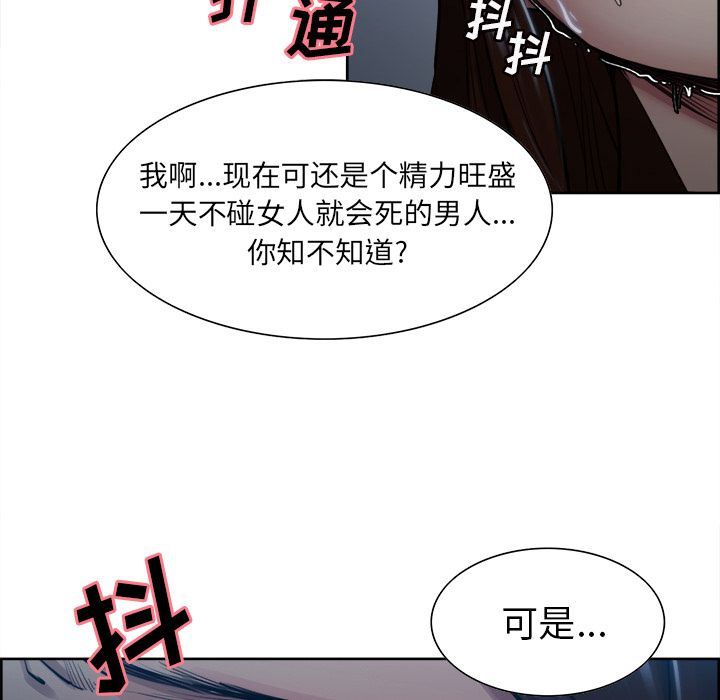 扑通
抖抖
我啊...现在可还是个精力旺盛
一天不碰女人就会死的男人...
你知不知道?
抖
可是...